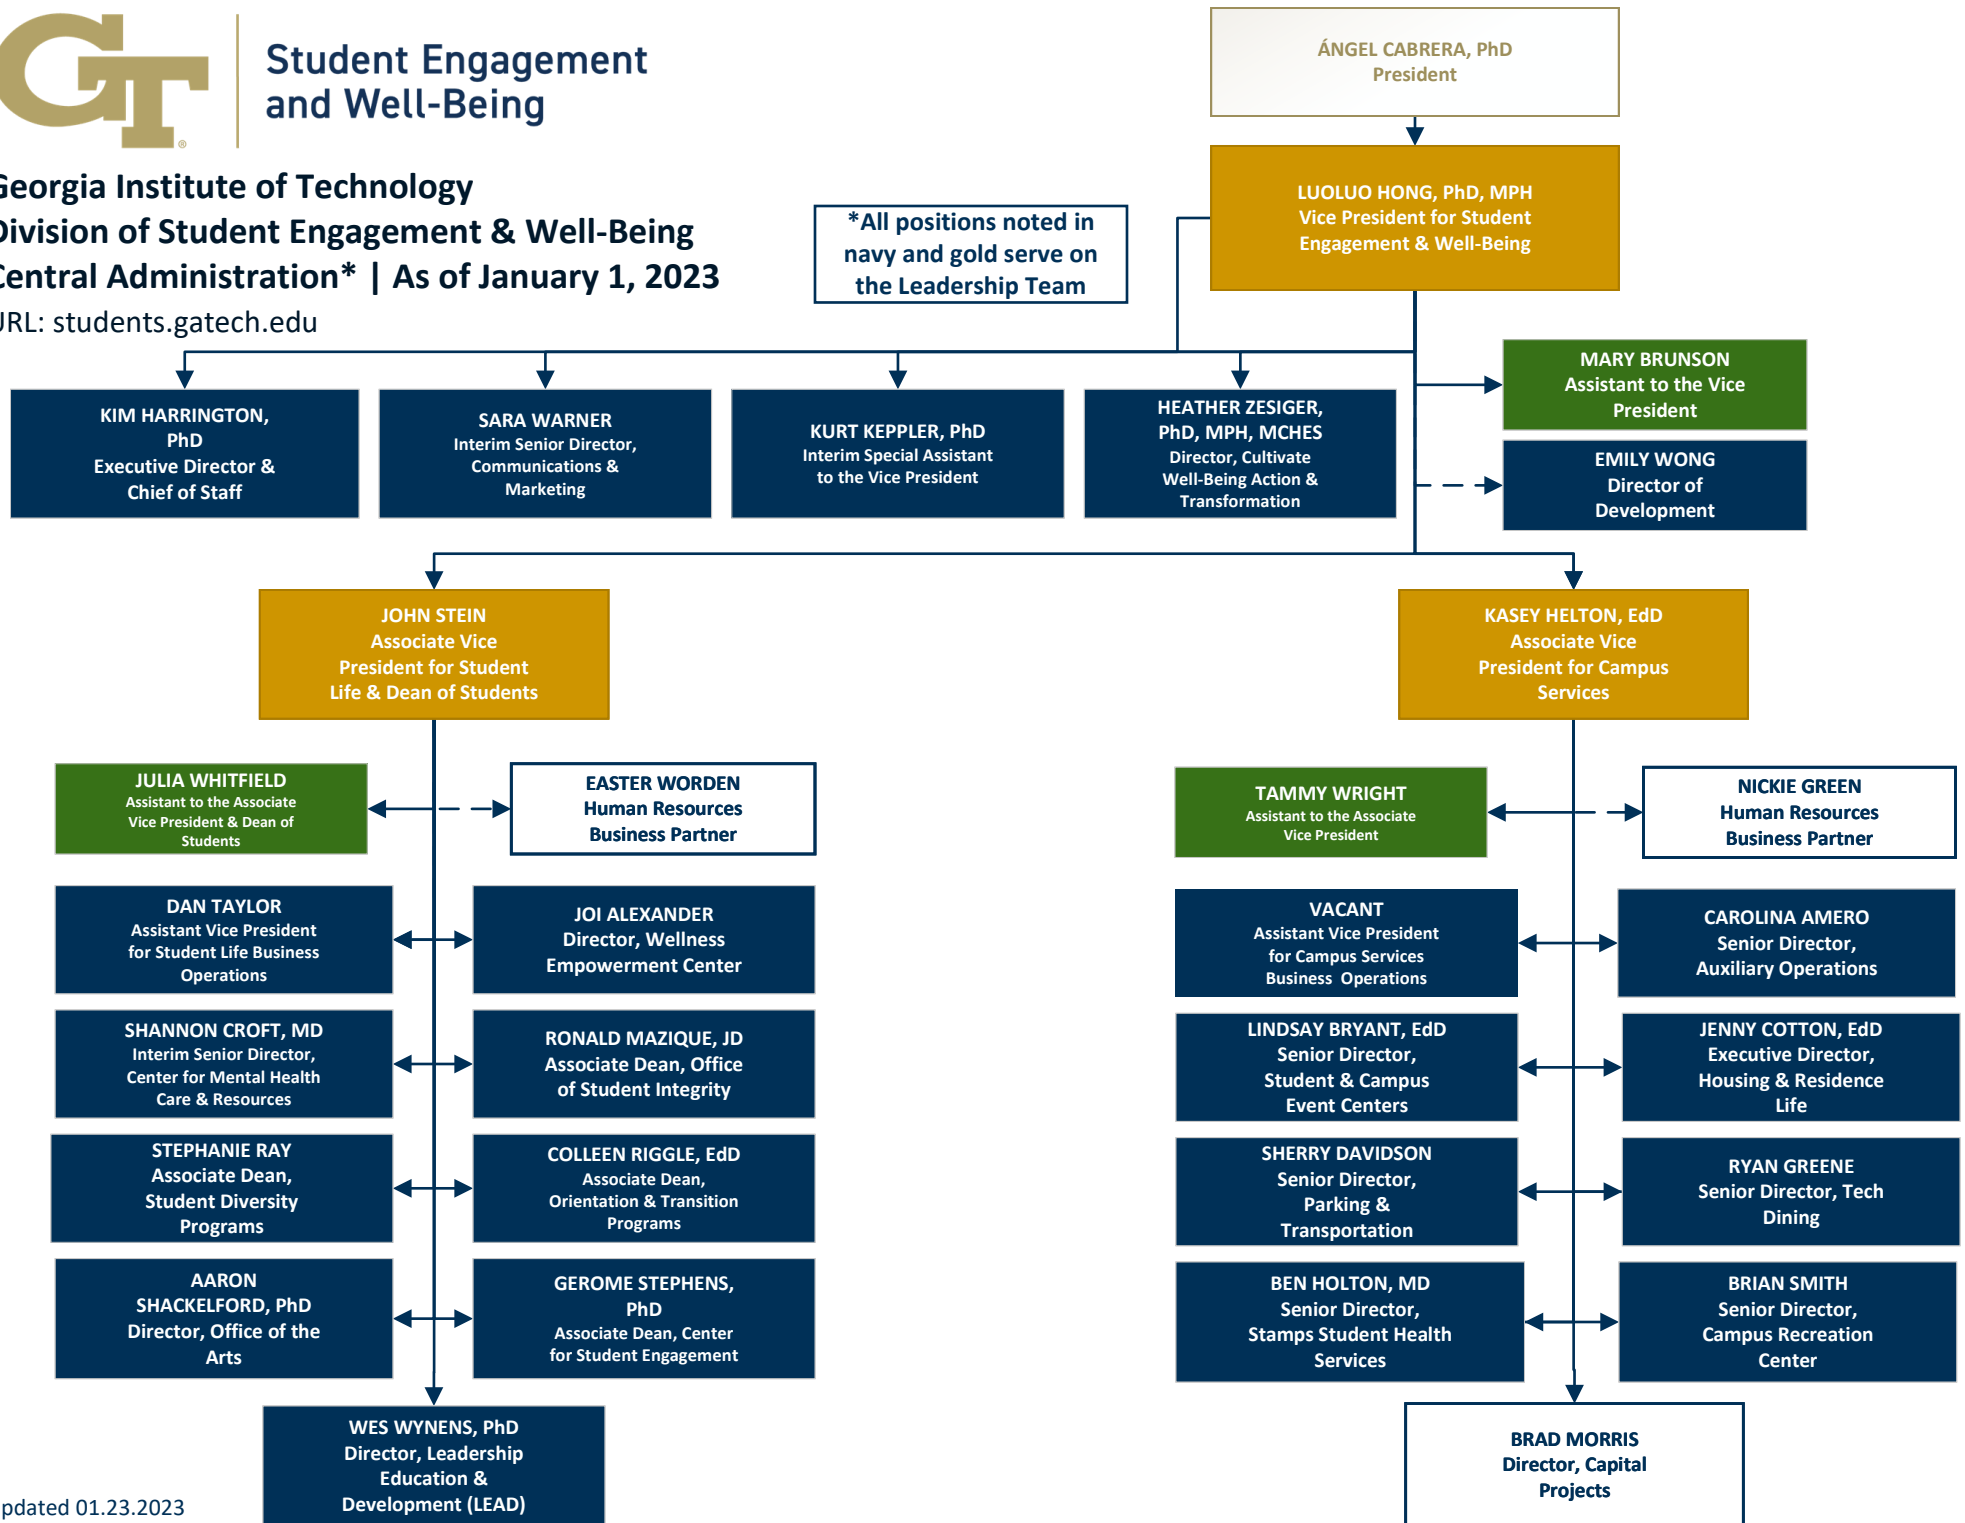 GT
®
Student Engagement
and Well-Being
Georgia Institute of Technology
Division of Student Engagement & Well-Being
Central Administration* | As of January 1, 2023
URL: students.gatech.edu
*All positions noted in
navy and gold serve on
the Leadership Team
ÁNGEL CABRERA, PhD
President
LUOLUO HONG, PhD, MPH
Vice President for Student
Engagement & Well-Being
MARY BRUNSON
Assistant to the Vice
President
EMILY WONG
Director of
Development
KIM HARRINGTON,
PhD
Executive Director &
Chief of Staff
SARA WARNER
Interim Senior Director,
Communications &
Marketing
KURT KEPPLER, PhD
Interim Special Assistant
to the Vice President
HEATHER ZESIGER,
PhD, MPH, MCHES
Director, Cultivate
Well-Being Action &
Transformation
JOHN STEIN
Associate Vice
President for Student
Life & Dean of Students
KASEY HELTON, EdD
Associate Vice
President for Campus
Services
JULIA WHITFIELD
Assistant to the Associate
Vice President & Dean of
Students
EASTER WORDEN
Human Resources
Business Partner
DAN TAYLOR
Assistant Vice President
for Student Life Business
Operations
JOI ALEXANDER
Director, Wellness
Empowerment Center
SHANNON CROFT, MD
Interim Senior Director,
Center for Mental Health
Care & Resources
RONALD MAZIQUE, JD
Associate Dean, Office
of Student Integrity
STEPHANIE RAY
Associate Dean,
Student Diversity
Programs
COLLEEN RIGGLE, EdD
Associate Dean,
Orientation & Transition
Programs
AARON
SHACKELFORD, PhD
Director, Office of the
Arts
GEROME STEPHENS,
PhD
Associate Dean, Center
for Student Engagement
WES WYNENS, PhD
Director, Leadership
Education &
Development (LEAD)
TAMMY WRIGHT
Assistant to the Associate
Vice President
NICKIE GREEN
Human Resources
Business Partner
VACANT
Assistant Vice President
for Campus Services
Business Operations
CAROLINA AMERO
Senior Director,
Auxiliary Operations
LINDSAY BRYANT, EdD
Senior Director,
Student & Campus
Event Centers
JENNY COTTON, EdD
Executive Director,
Housing & Residence
Life
SHERRY DAVIDSON
Senior Director,
Parking &
Transportation
RYAN GREENE
Senior Director, Tech
Dining
BEN HOLTON, MD
Senior Director,
Stamps Student Health
Services
BRIAN SMITH
Senior Director,
Campus Recreation
Center
BRAD MORRIS
Director, Capital
Projects
pdated 01.23.2023